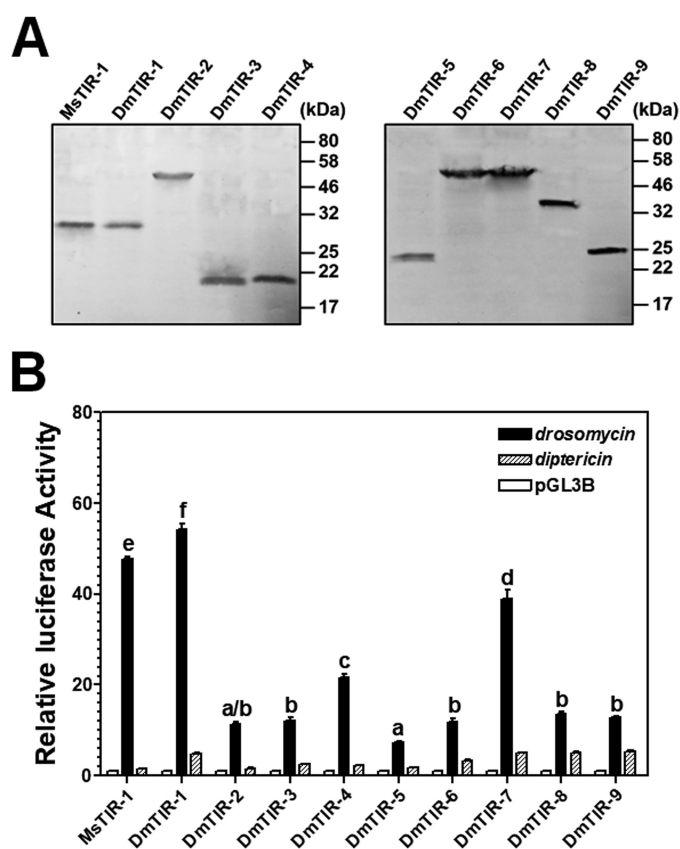 A
MsTIR-1 DmTIR-1 DmTIR-2 DmTIR-3 DmTIR-4 (kDa)
80
58
46
32
25
22
17
DmTIR-5 DmTIR-6 DmTIR-7 DmTIR-8 DmTIR-9 (kDa)
80
58
46
32
25
22
17
B
Relative luciferase Activity
80
60
40
20
0
drosomycin
diptericin
pGL3B
e f a/b b c a b d b b
MsTIR-1 DmTIR-1 DmTIR-2 DmTIR-3 DmTIR-4 DmTIR-5 DmTIR-6 DmTIR-7 DmTIR-8 DmTIR-9